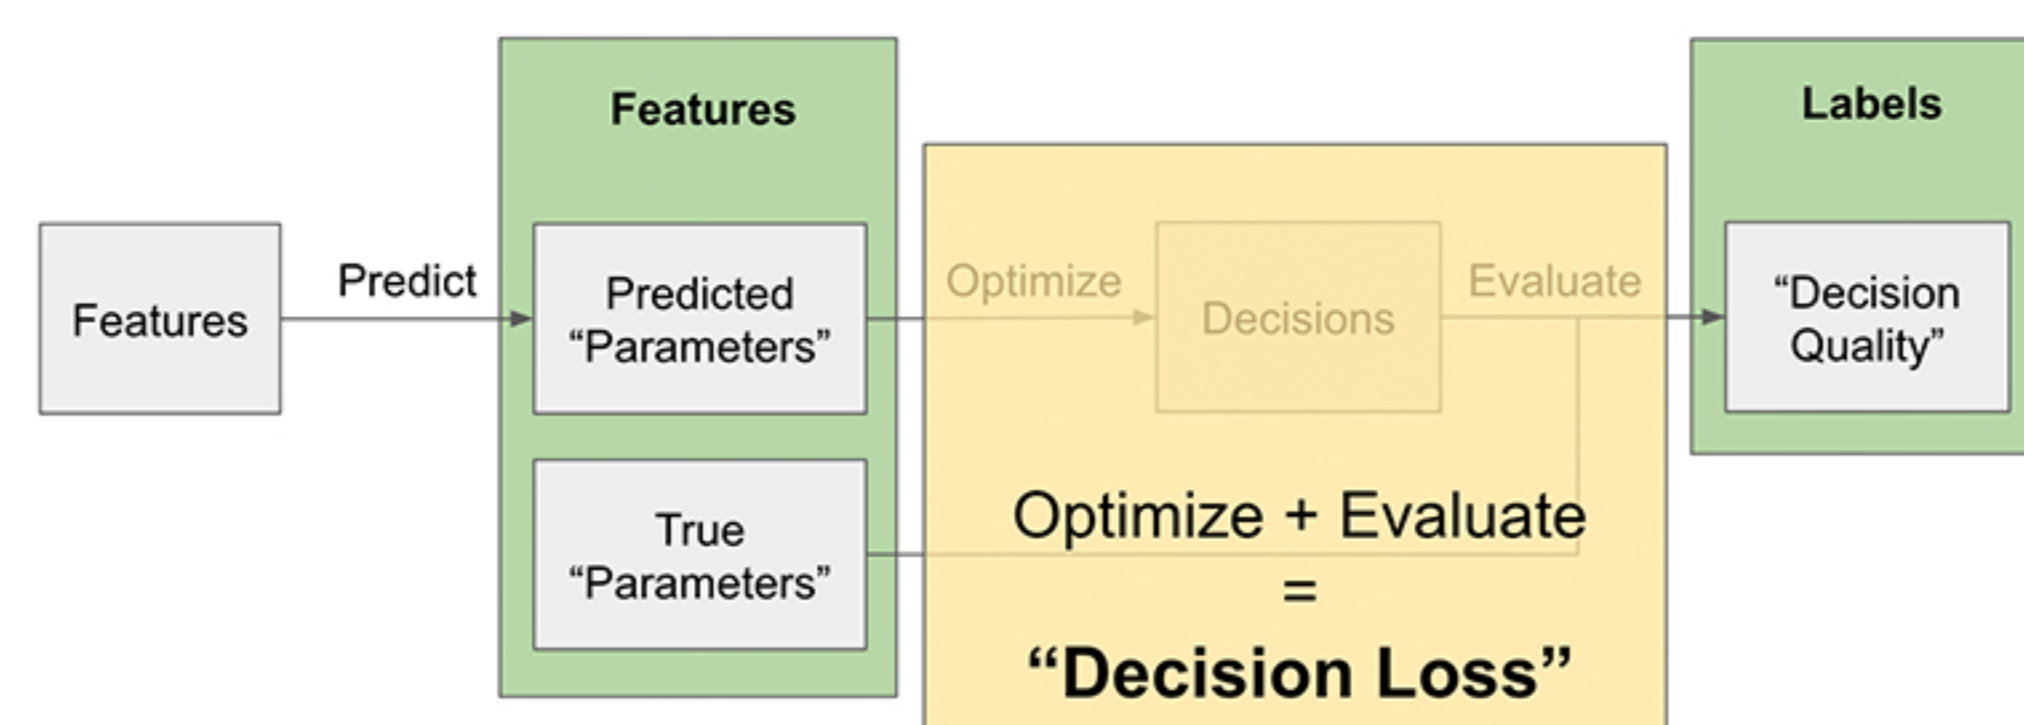 Features
Predict
Features
Predicted
“Parameters”
True
“Parameters”
Optimize
Decisions
Evaluate
Optimize + Evaluate
=
“Decision Loss”
Labels
“Decision
Quality”